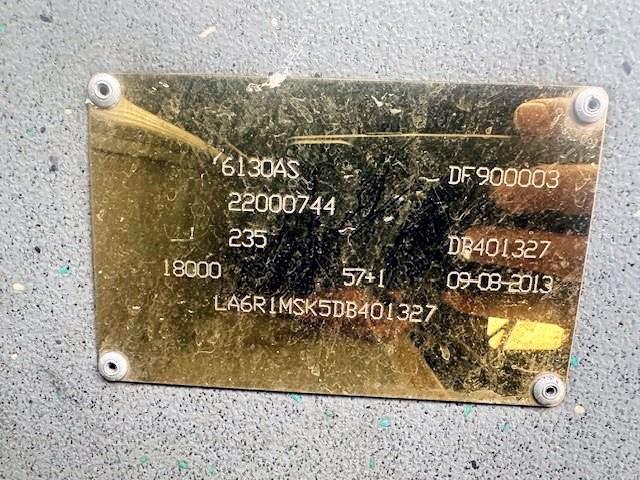 6130AS DF900003
22000744
235 DB401327
18000 57+1 09-08-2013
LA6R1MSK5DB401327